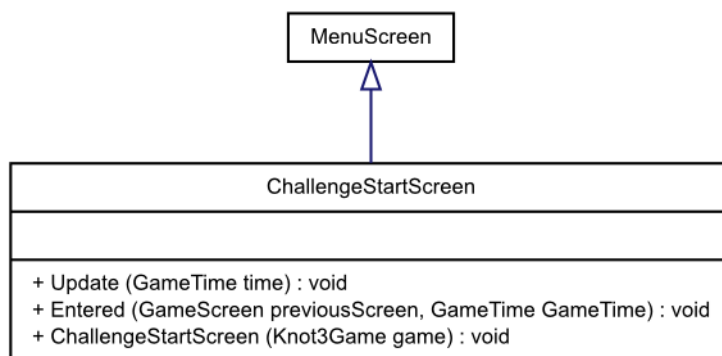 MenuScreen
ChallengeStartScreen
+ Update (GameTime time) : void
+ Entered (GameScreen previousScreen, GameTime GameTime) : void
+ ChallengeStartScreen (Knot3Game game) : void